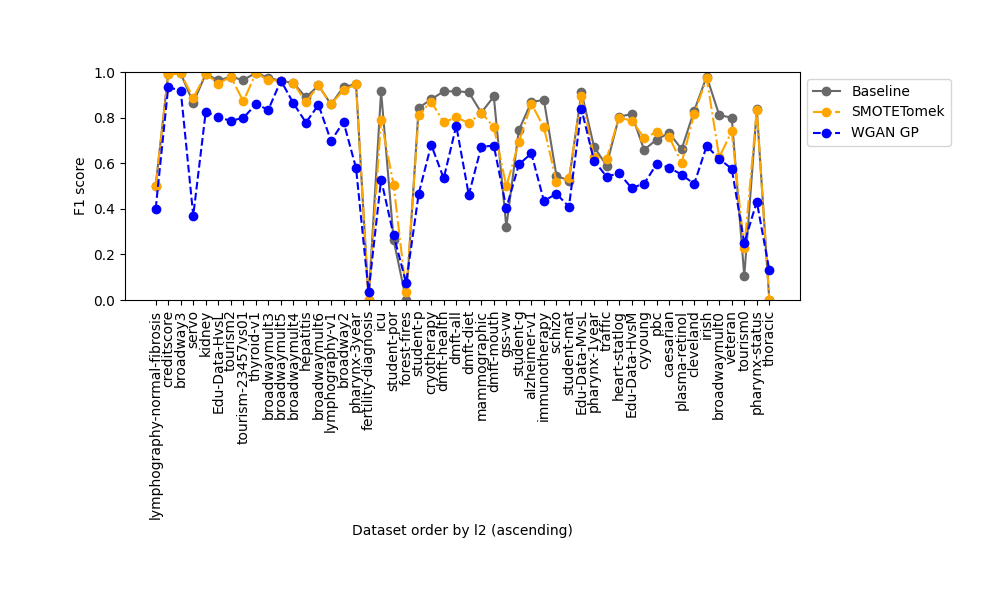 Baseline
SMOTETomek
WGAN GP
F1 score
1.0
0.8
0.6
0.4
0.2
0.0
lymphography-normal-fibrosis
creditscore
broadway3
servo
kidney
Edu-Data-HvsL
tourism2
tourism-23457vs01
thyroid-v1
broadwaymult3
broadwaymult5
broadwaymult4
hepatitis
broadwaymult6
lymphography-v1
broadway2
pharynx-3year
fertility-diagnosis
icu
student-por
forest-fires
student-p
cryotherapy
dmft-health
dmft-all
dmft-diet
mammographic
dmft-mouth
gss-vw
student-g
alzheimer-v1
immunotherapy
schizo
student-mat
Edu-Data-MvsL
pharynx-1year
traffic
heart-statlog
Edu-Data-HvsM
cyyoung
pbc
caesarian
plasma-retinol
cleveland
irish
broadwaymult0
veteran
tourism0
pharynx-status
thoracic
Dataset order by l2 (ascending)